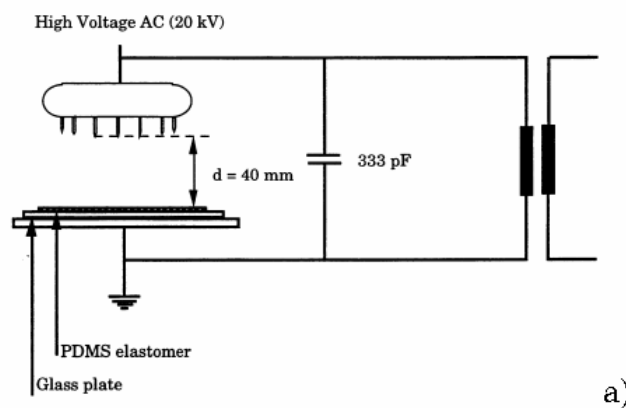 High Voltage AC (20 kV)
d = 40 mm
333 pF
PDMS elastomer
Glass plate
a)